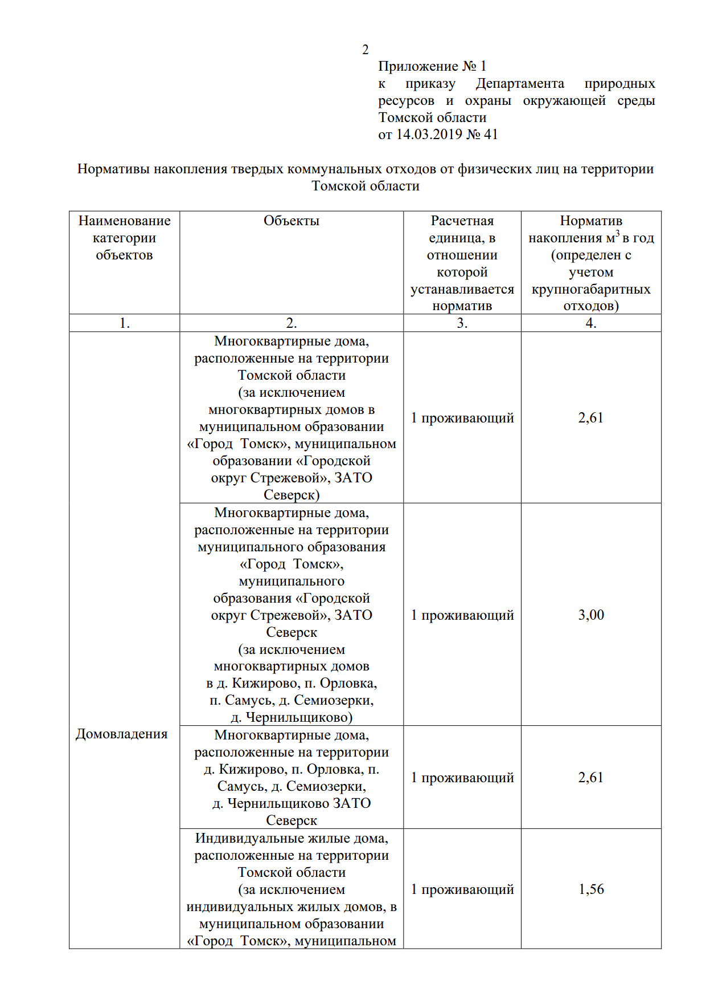 2
Приложение № 1
к приказу Департамента природных
ресурсов и охраны окружающей среды
Томской области
от 14.03.2019 № 41
Нормативы накопления твердых коммунальных отходов от физических лиц на территории
Томской области
Наименование
категории
объектов
Объекты
Расчетная
единица, в
отношении
которой
устанавливается
норматив
Норматив
накопления м³ в год
(определен с
учетом
крупногабаритных
отходов)
1.
2.
3.
4.
Домовладения
Многоквартирные дома,
расположенные на территории
Томской области
(за исключением
многоквартирных домов в
муниципальном образовании
«Город  Томск», муниципальном
образовании «Городской
округ Стрежевой», ЗАТО
Северск)
1 проживающий
2,61
Многоквартирные дома,
расположенные на территории
муниципального образования
«Город  Томск»,
муниципального
образования «Городской
округ Стрежевой», ЗАТО
Северск
(за исключением
многоквартирных домов
в д. Кижирово, п. Орловка,
п. Самусь, д. Семиозерки,
д. Чернильщиково)
1 проживающий
3,00
Многоквартирные дома,
расположенные на территории
д. Кижирово, п. Орловка, п.
Самусь, д. Семиозерки,
д. Чернильщиково ЗАТО
Северск
1 проживающий
2,61
Индивидуальные жилые дома,
расположенные на территории
Томской области
(за исключением
индивидуальных жилых домов, в
муниципальном образовании
«Город  Томск», муниципальном
1 проживающий
1,56